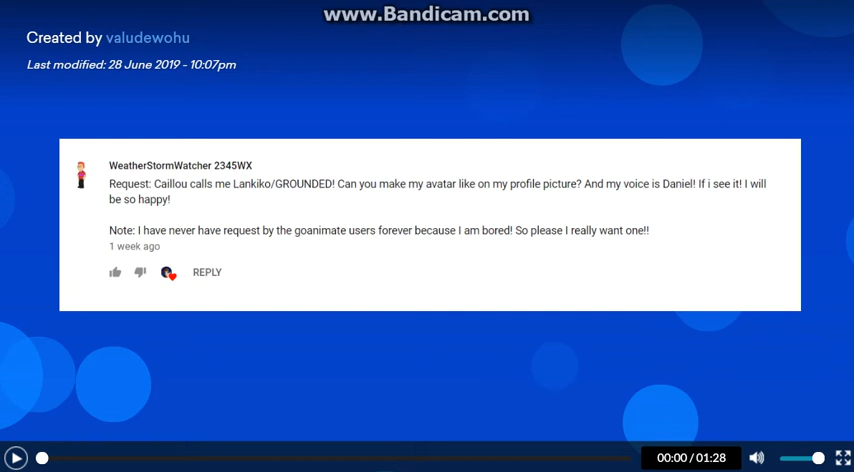 www.Bandicam.com
Created by valudewohu
Last modified: 28 June 2019 - 10:07pm
WeatherStormWatcher 2345WX
Request: Caillou calls me Lankiko/GROUNDED! Can you make my avatar like on my profile picture? And my voice is Daniel! If i see it! I will
be so happy!
Note: I have never have request by the goanimate users forever because I am bored! So please I really want one!!
1 week ago
REPLY
00:00 / 01:28